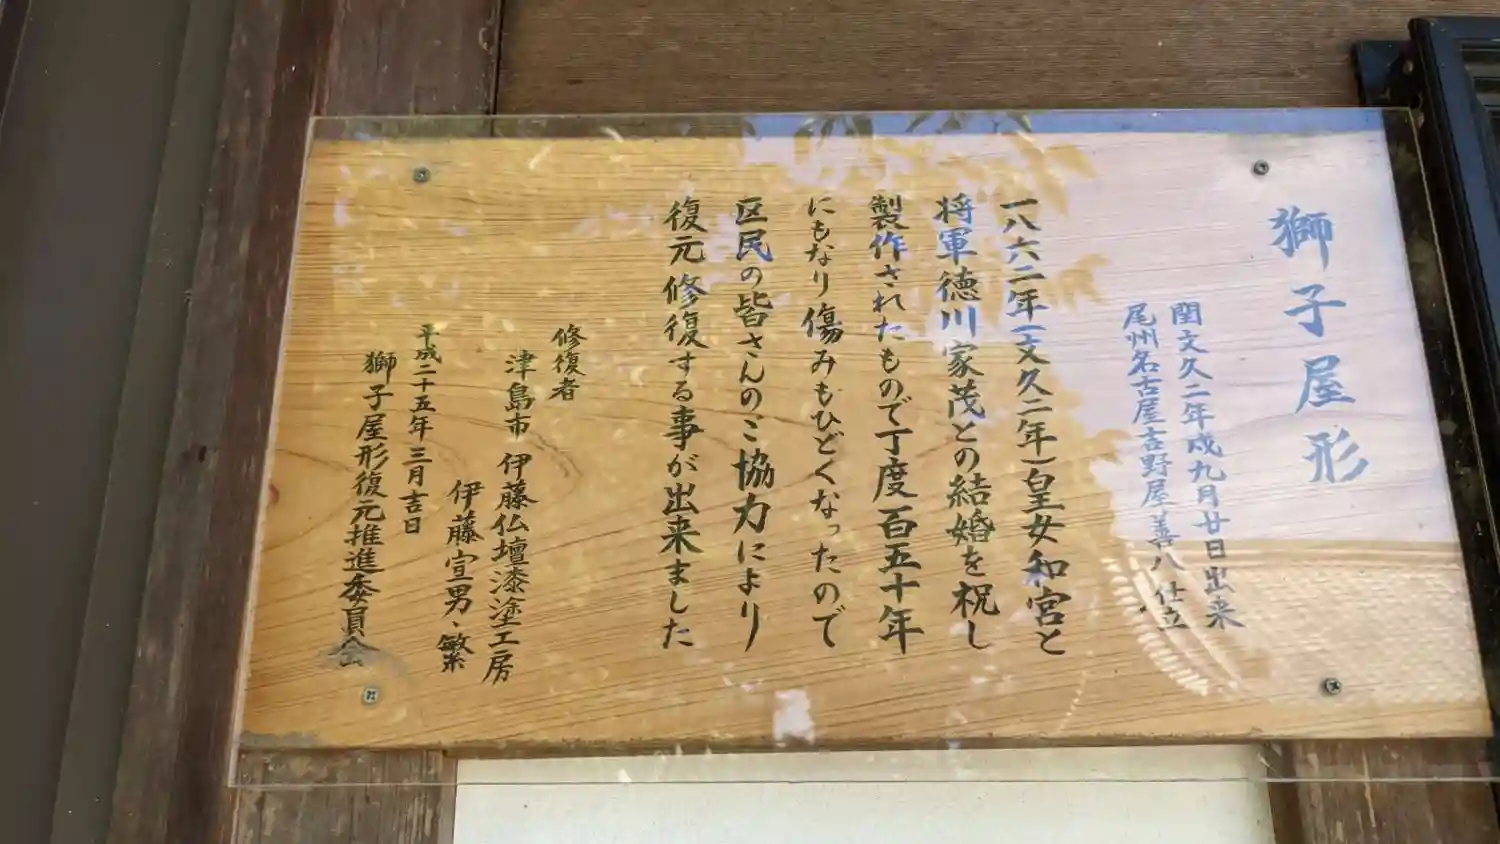 獅子屋形
閏文久二年戌九月廿日出来
尾州名古屋吉野屋善八 仕立
一八六二年(文久二年)皇女和宮と
将軍徳川家茂との結婚を祝し
製作されたもので丁度百五十年
にもなり傷みもひどくなったので
区民の皆さんのご協力により
復元修復する事が出来ました
修復者
津島市 伊藤仏壇漆塗工房
伊藤宣男、繁
平成二十五年三月吉日
獅子屋形復元推進委員会